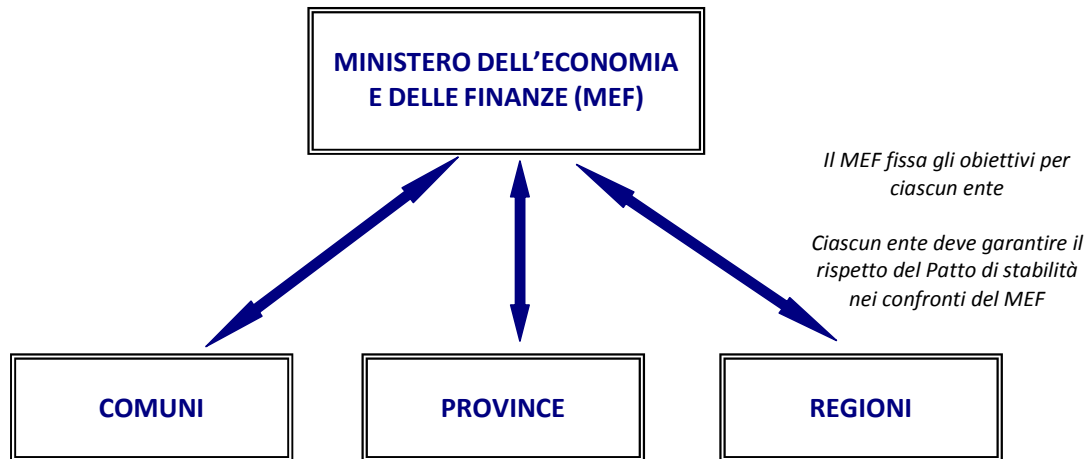 MINISTERO DELL’ECONOMIA
E DELLE FINANZE (MEF)
Il MEF fissa gli obiettivi per
ciascun ente
Ciascun ente deve garantire il
rispetto del Patto di stabilità
nei confronti del MEF
COMUNI
PROVINCE
REGIONI